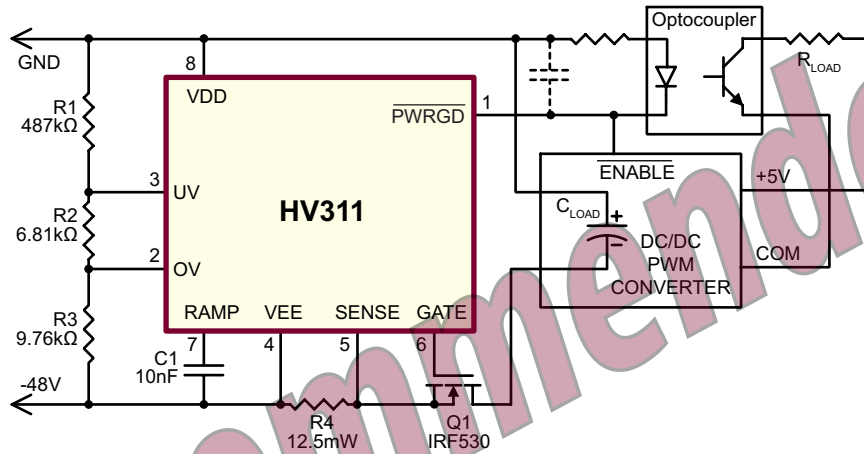 Optocoupler
GND
8
VDD
R1
487kΩ
PWRGD
1
R_LOAD
ENABLE
3
UV
HV311
+5V
R2
6.81kΩ
C_LOAD
+
-
2
OV
DC/DC
PWM
CONVERTER
COM
R3
9.76kΩ
RAMP
VEE
SENSE
GATE
7
4
5
6
C1
10nF
-48V
R4
12.5mW
Q1
IRF530
ommende